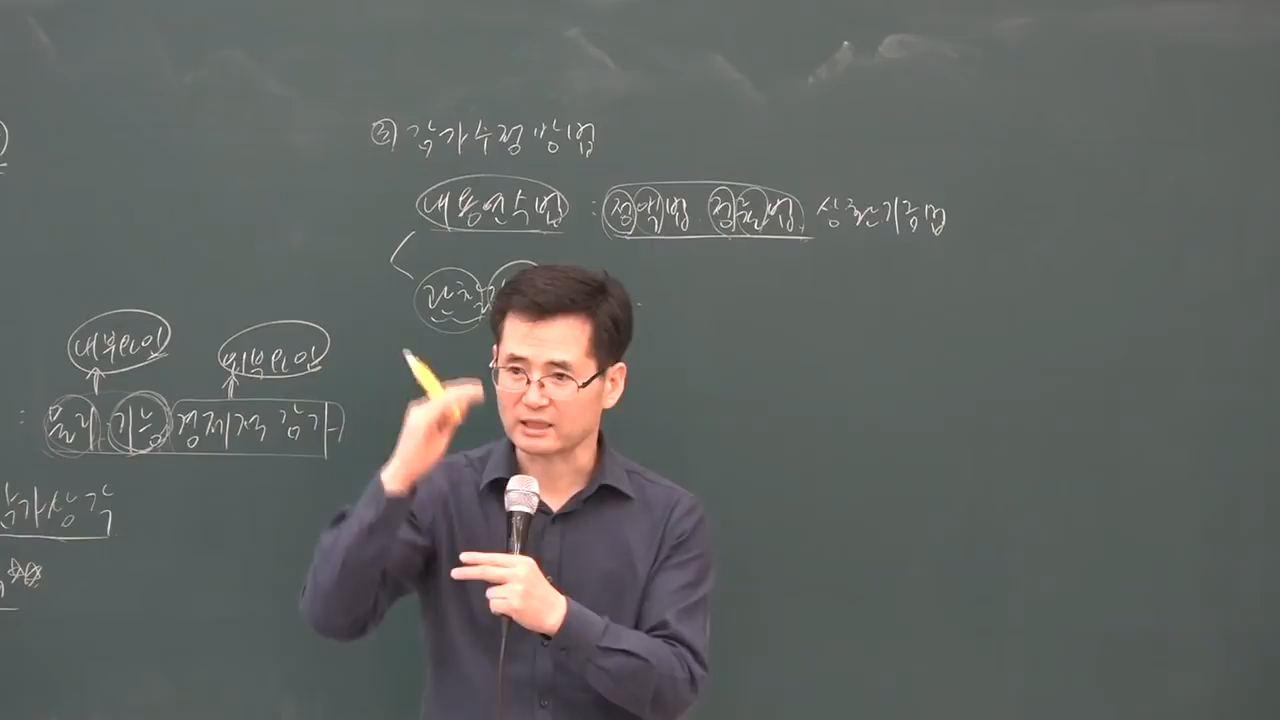 ③ 감가수정 방법
내용연수법 : 정액법 정률법 상환기금법
관찰
내부요인 외부요인
: 물리 기능 경제적 감가
감가상각